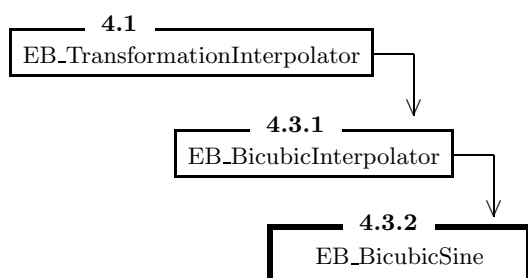 4.1
EB_TransformationInterpolator
4.3.1
EB_BicubicInterpolator
4.3.2
EB_BicubicSine